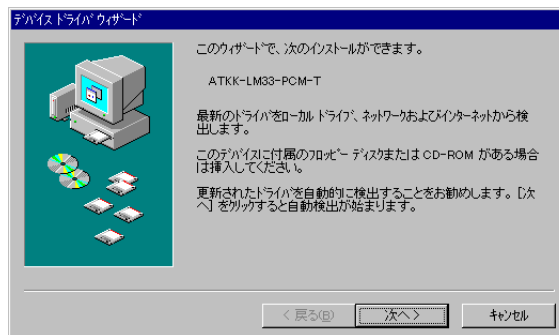 ﾃﾞﾊﾞｲｽ ﾄﾞﾗｲﾊﾞ ｳｨｻﾞｰﾄﾞ
このｳｨｻﾞｰﾄﾞで、次のｲﾝｽﾄｰﾙができます。
ATKK-LM33-PCM-T
最新のﾄﾞﾗｲﾊﾞをﾛｰｶﾙ ﾄﾞﾗｲﾌﾞ、ﾈｯﾄﾜｰｸおよびｲﾝﾀｰﾈｯﾄから検
出します。
このﾃﾞﾊﾞｲｽに付属のﾌﾛｯﾋﾟｰ ﾃﾞｨｽｸまたは CD-ROM がある場合
は挿入してください。
更新されたﾄﾞﾗｲﾊﾞを自動的に検出することをお勧めします。[次
へ] をｸﾘｯｸすると自動検出が始まります。
< 戻る(B)
次へ >
ｷｬﾝｾﾙ